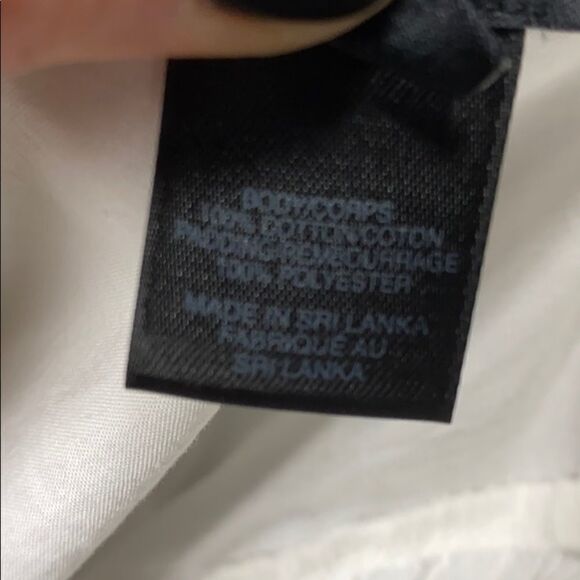 BODY/CORPS
100% COTTON/COTON
PADDING/REMBOURRAGE
100% POLYESTER
MADE IN SRI LANKA
FABRIQUE AU
SRI LANKA